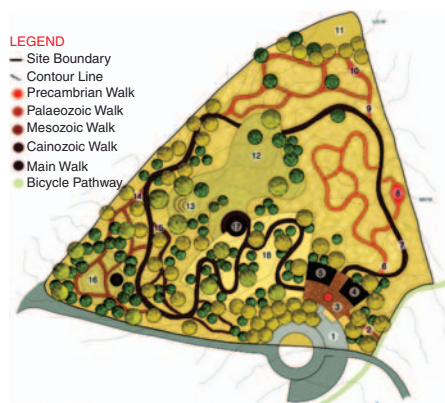 LEGEND
Site Boundary
Contour Line
Precambrian Walk
Palaeozoic Walk
Mesozoic Walk
Cainozoic Walk
Main Walk
Bicycle Pathway
11
10
9
12
8
14
13
15
17
7
18
6
5
16
4
3
2
1